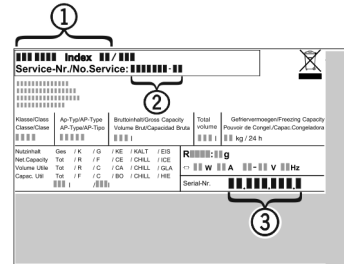 1
Index /
Service-Nr./No.Service: -
2
Klasse/Class Ap-Typ/AP-Type Bruttoinhalt/Gross Capacity Total Gefriervermoegen/Freezing Capacity
Classe/Clase AP-Type/AP-Tipo Volume Brut/Capacidad Bruta volume Pouvoir de Congel./Capac.Congeladora
l l kg / 24 h
Nutzinhalt Ges / K / G / KE / KALT / EIS
Net.Capacity Tot / R / F / CE / CHILL / ICE
Volume Utile Tot / R / C / CA / CHILL / GLA
Capac. Util Tot / F / C / BO / CHILL / HIE
l / l
R : g
W A - V Hz
Serial-Nr. . . .
3